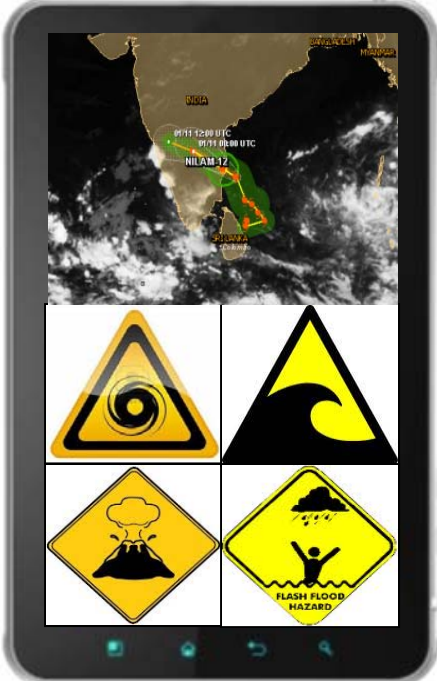 BANGLADESH
MYANMAR
INDIA
01/11 12:00 UTC
01/11 00:00 UTC
NILAM-12
SRI LANKA
Colombo
FLASH FLOOD
HAZARD